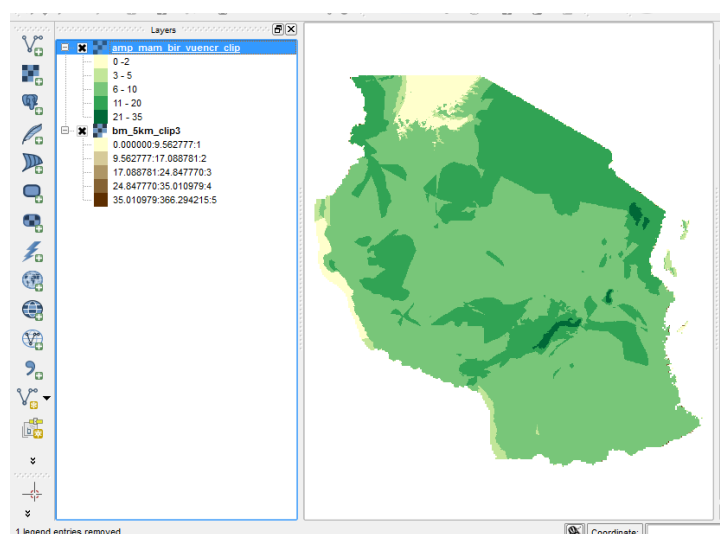 Layers
amp_mam_bir_vuencr_clip
0 -2
3 - 5
6 - 10
11 - 20
21 - 35
bm_5km_clip3
0.000000:9.562777:1
9.562777:17.088781:2
17.088781:24.847770:3
24.847770:35.010979:4
35.010979:366.294215:5
1 legend entries removed
Coordinate: